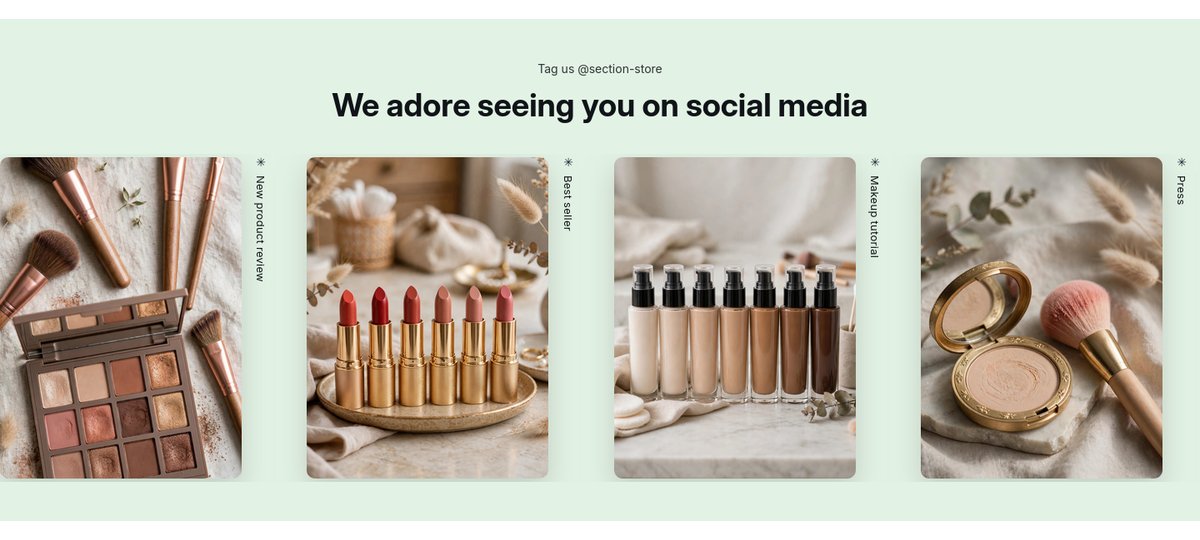 Tag us @section-store
We adore seeing you on social media
✳ New product review
✳ Best seller
✳ Makeup tutorial
✳ Press